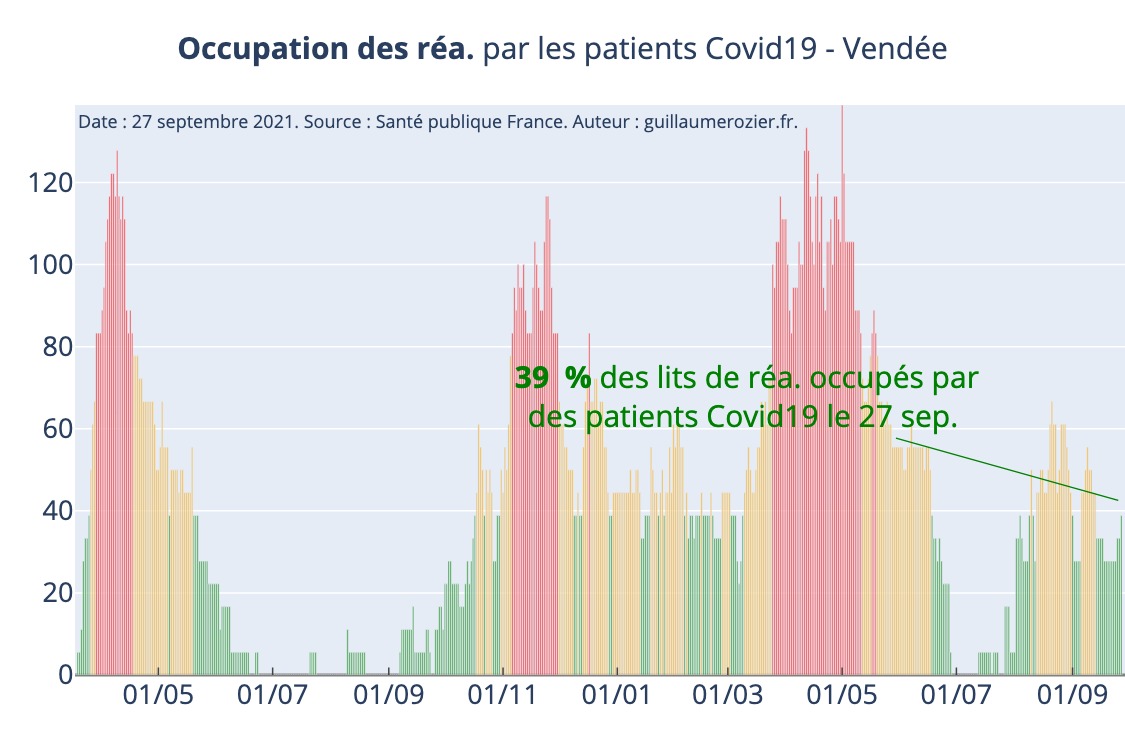 Occupation des réa. par les patients Covid19 - Vendée
Date : 27 septembre 2021. Source : Santé publique France. Auteur : guillaumerozier.fr.
120
100
80
39 % des lits de réa. occupés par
des patients Covid19 le 27 sep.
60
40
20
0
01/05 01/07 01/09 01/11 01/01 01/03 01/05 01/07 01/09